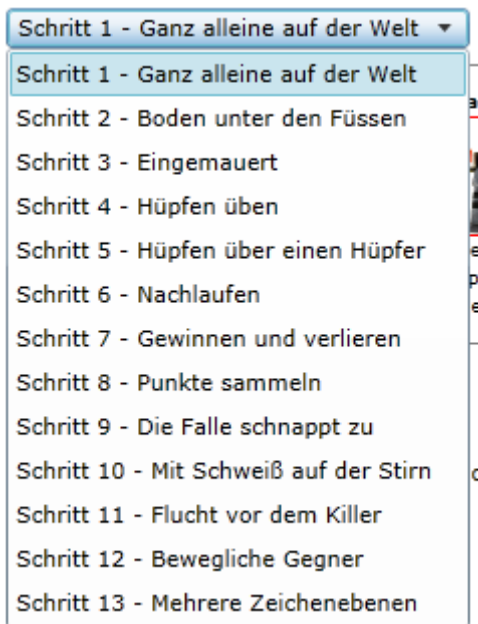 Schritt 1 - Ganz alleine auf der Welt
Schritt 1 - Ganz alleine auf der Welt
Schritt 2 - Boden unter den Füssen
Schritt 3 - Eingemauert
Schritt 4 - Hüpfen üben
Schritt 5 - Hüpfen über einen Hüpfer
Schritt 6 - Nachlaufen
Schritt 7 - Gewinnen und verlieren
Schritt 8 - Punkte sammeln
Schritt 9 - Die Falle schnappt zu
Schritt 10 - Mit Schweiß auf der Stirn
Schritt 11 - Flucht vor dem Killer
Schritt 12 - Bewegliche Gegner
Schritt 13 - Mehrere Zeichenebenen